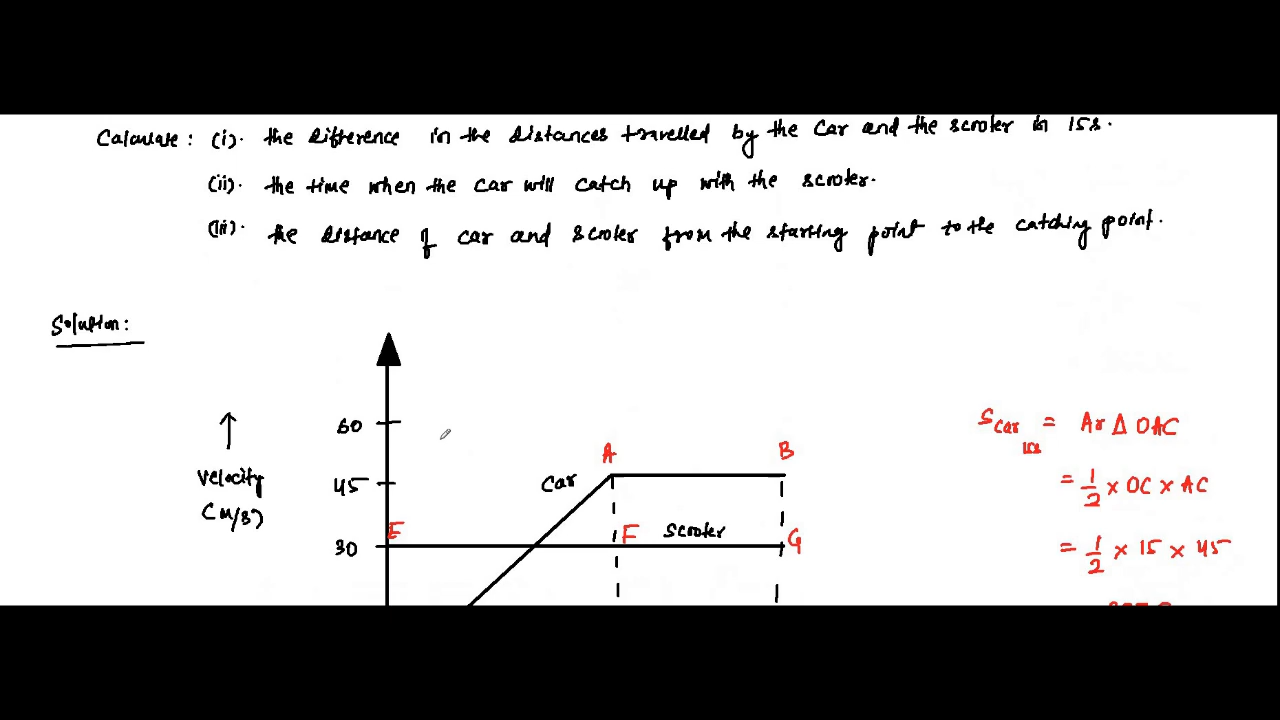 Calculate : (i). the difference in the distances travelled by the car and the scooter in 15s.
(ii). the time when the car will catch up with the scooter.
(iii). the distance of car and scooter from the starting point to the catching point.
Solution:
↑
Velocity
(m/s)
60
45
30
E
A
B
Car
F
Scooter
G
S car 15s = Ar Δ OAC
= 1/2 × OC × AC
= 1/2 × 15 × 45